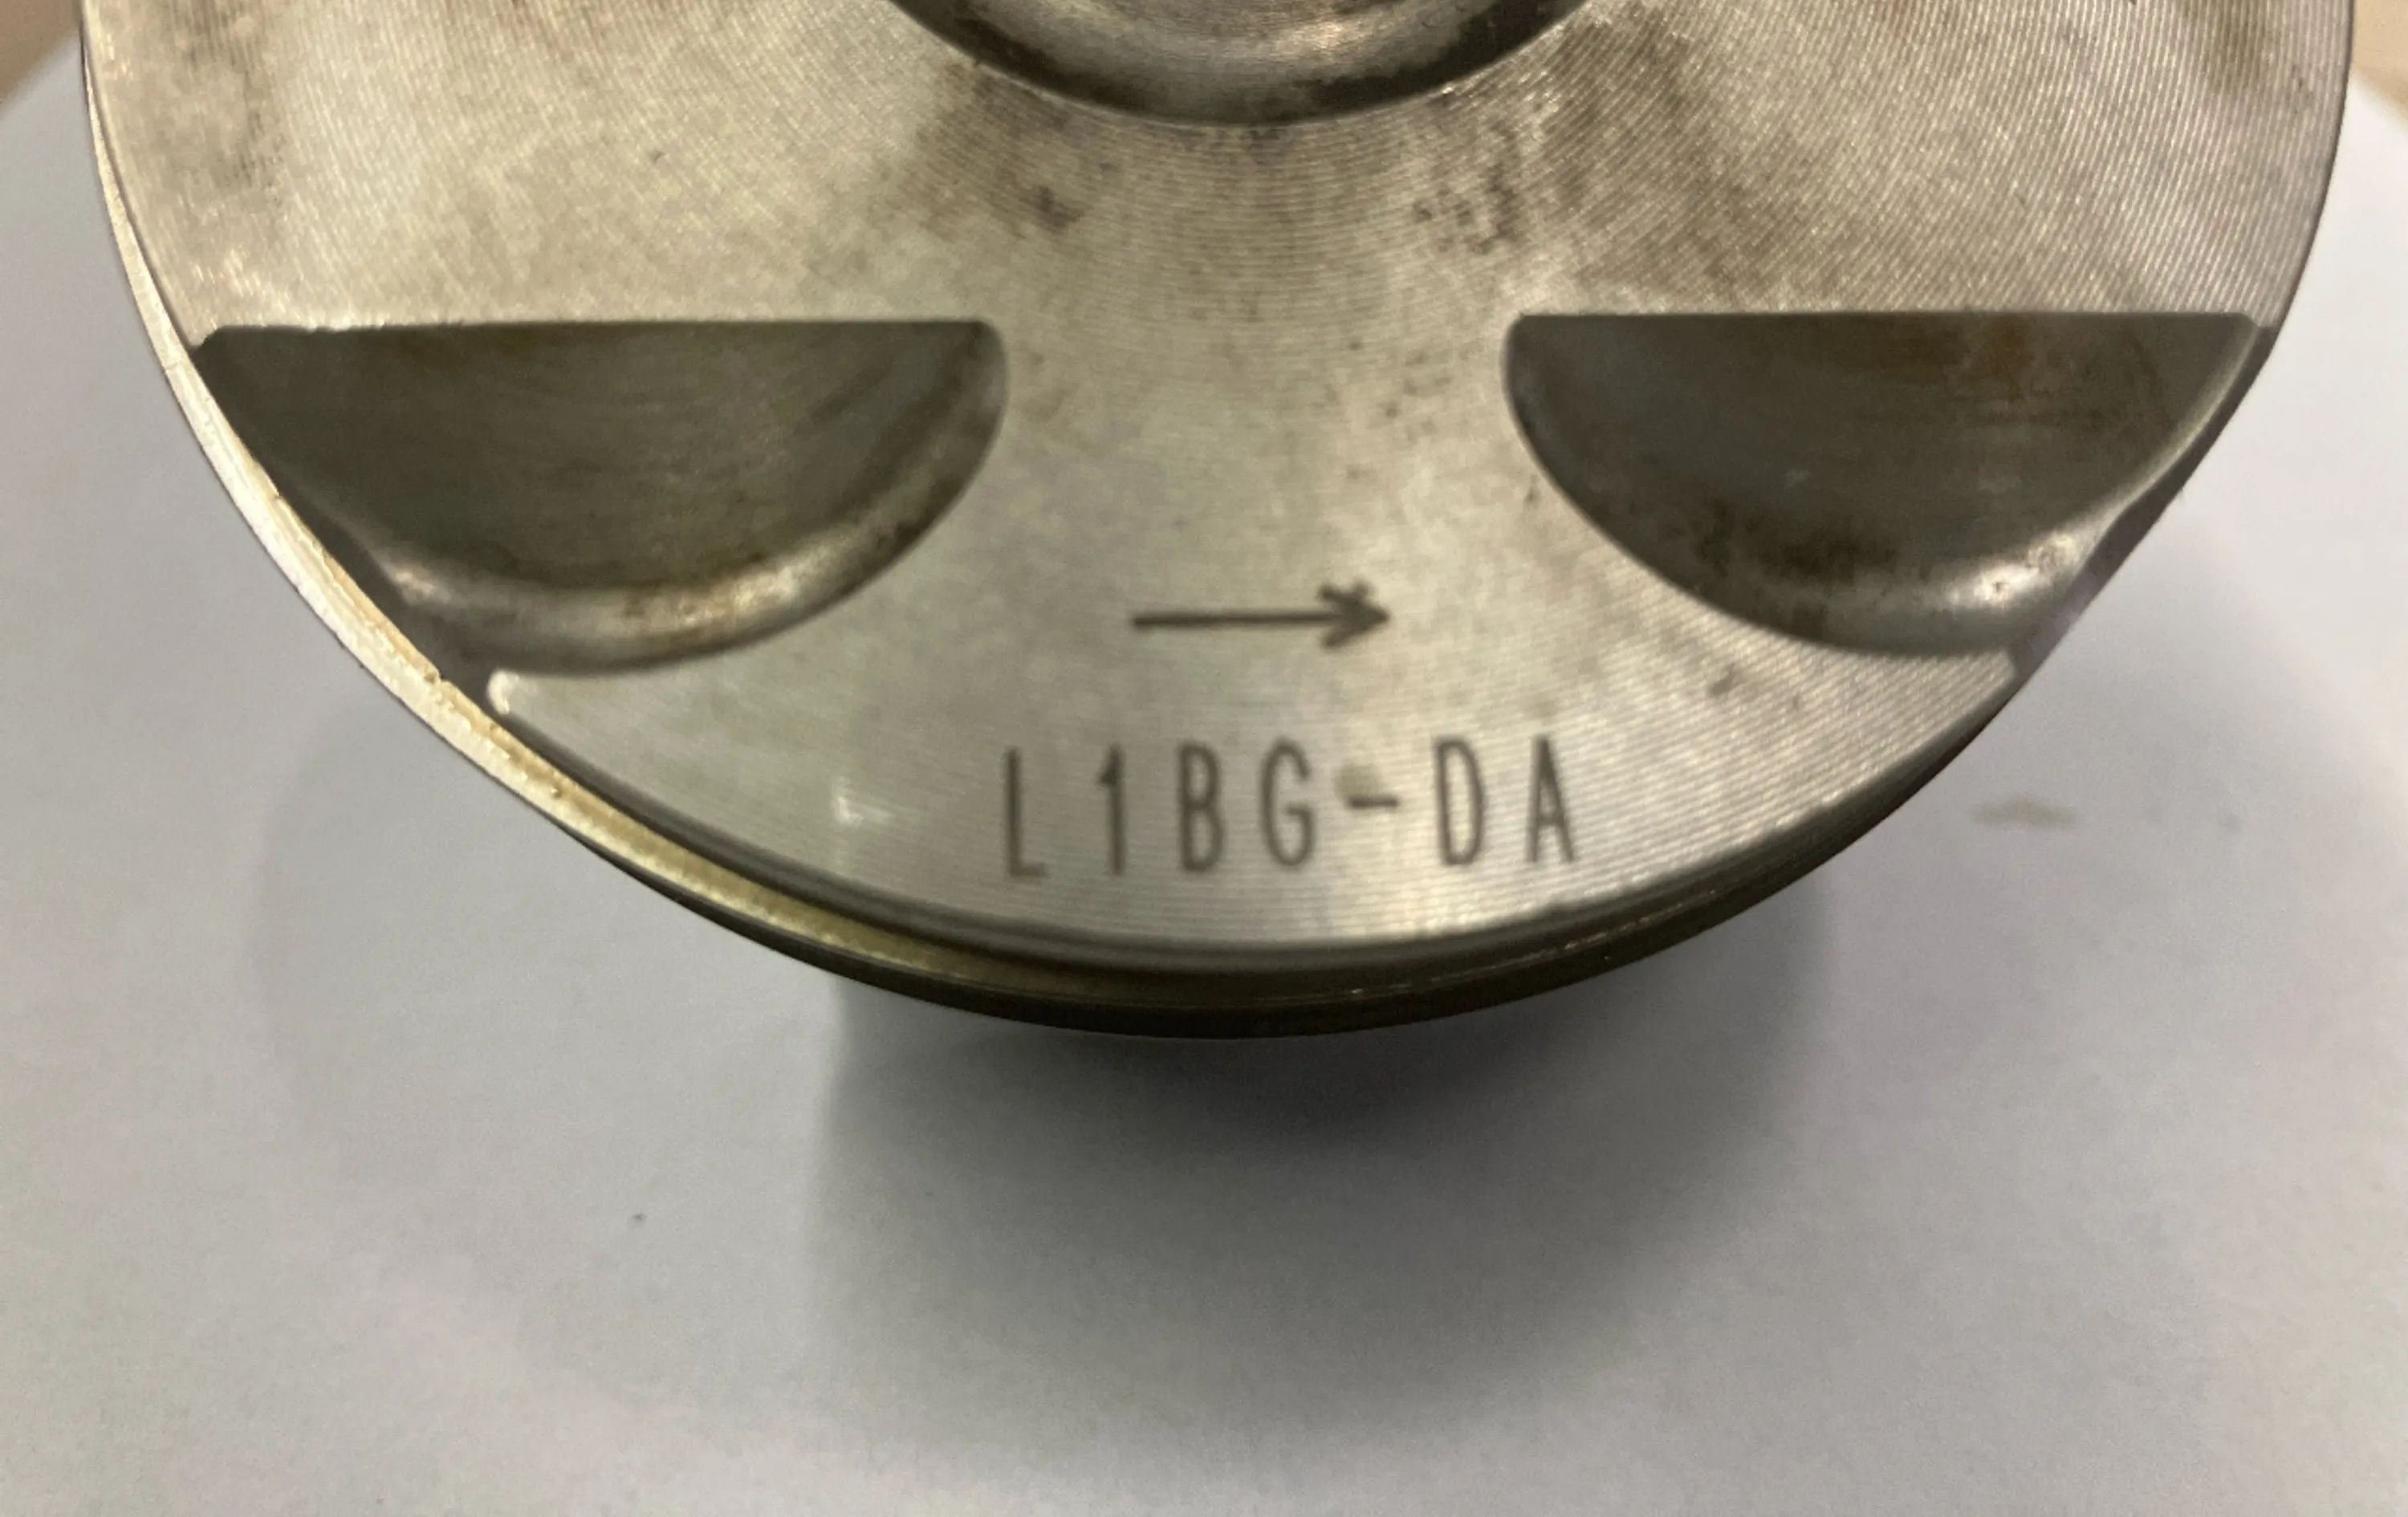 →
L1BG-DA